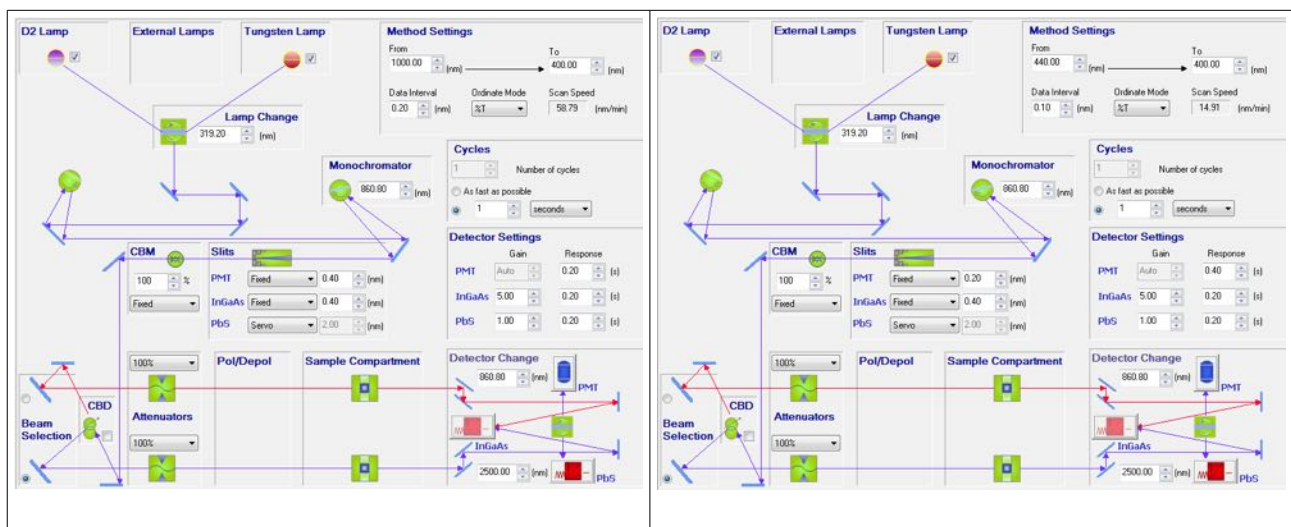 D2 Lamp External Lamps Tungsten Lamp Method Settings
From To
1000.00 (nm) 400.00 (nm)
Data Interval Ordinate Mode Scan Speed
0.20 (nm) %T 58.79 (nm/min)
Lamp Change
319.20 (nm)
Cycles
1 Number of cycles
Monochromator
860.80 (nm)
As fast as possible
1 seconds
CBM Slits Detector Settings
Gain Response
100 % PMT Fixed 0.40 (nm) PMT Auto 0.20 (s)
Fixed InGaAs Fixed 0.40 (nm) InGaAs 5.00 0.20 (s)
PbS Servo 2.00 (nm) PbS 1.00 0.20 (s)
100% Pol/Depol Sample Compartment Detector Change
860.80 (nm) PMT
CBD
Beam Selection Attenuators
100% InGaAs
2500.00 (nm) PbS
D2 Lamp External Lamps Tungsten Lamp Method Settings
From To
440.00 (nm) 400.00 (nm)
Data Interval Ordinate Mode Scan Speed
0.10 (nm) %T 14.91 (nm/min)
Lamp Change
319.20 (nm)
Cycles
1 Number of cycles
Monochromator
860.80 (nm)
As fast as possible
1 seconds
CBM Slits Detector Settings
Gain Response
100 % PMT Fixed 0.20 (nm) PMT Auto 0.40 (s)
Fixed InGaAs Fixed 0.40 (nm) InGaAs 5.00 0.20 (s)
PbS Servo 2.00 (nm) PbS 1.00 0.20 (s)
100% Pol/Depol Sample Compartment Detector Change
860.80 (nm) PMT
CBD
Beam Selection Attenuators
100% InGaAs
2500.00 (nm) PbS